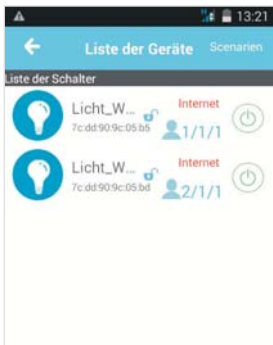 13:21
Liste der Geräte Scenarien
Liste der Schalter
Licht_W... Internet
7c:dd:90:9c:05:b5 1/1/1
Licht_W... Internet
7c:dd:90:9c:05:bd 2/1/1